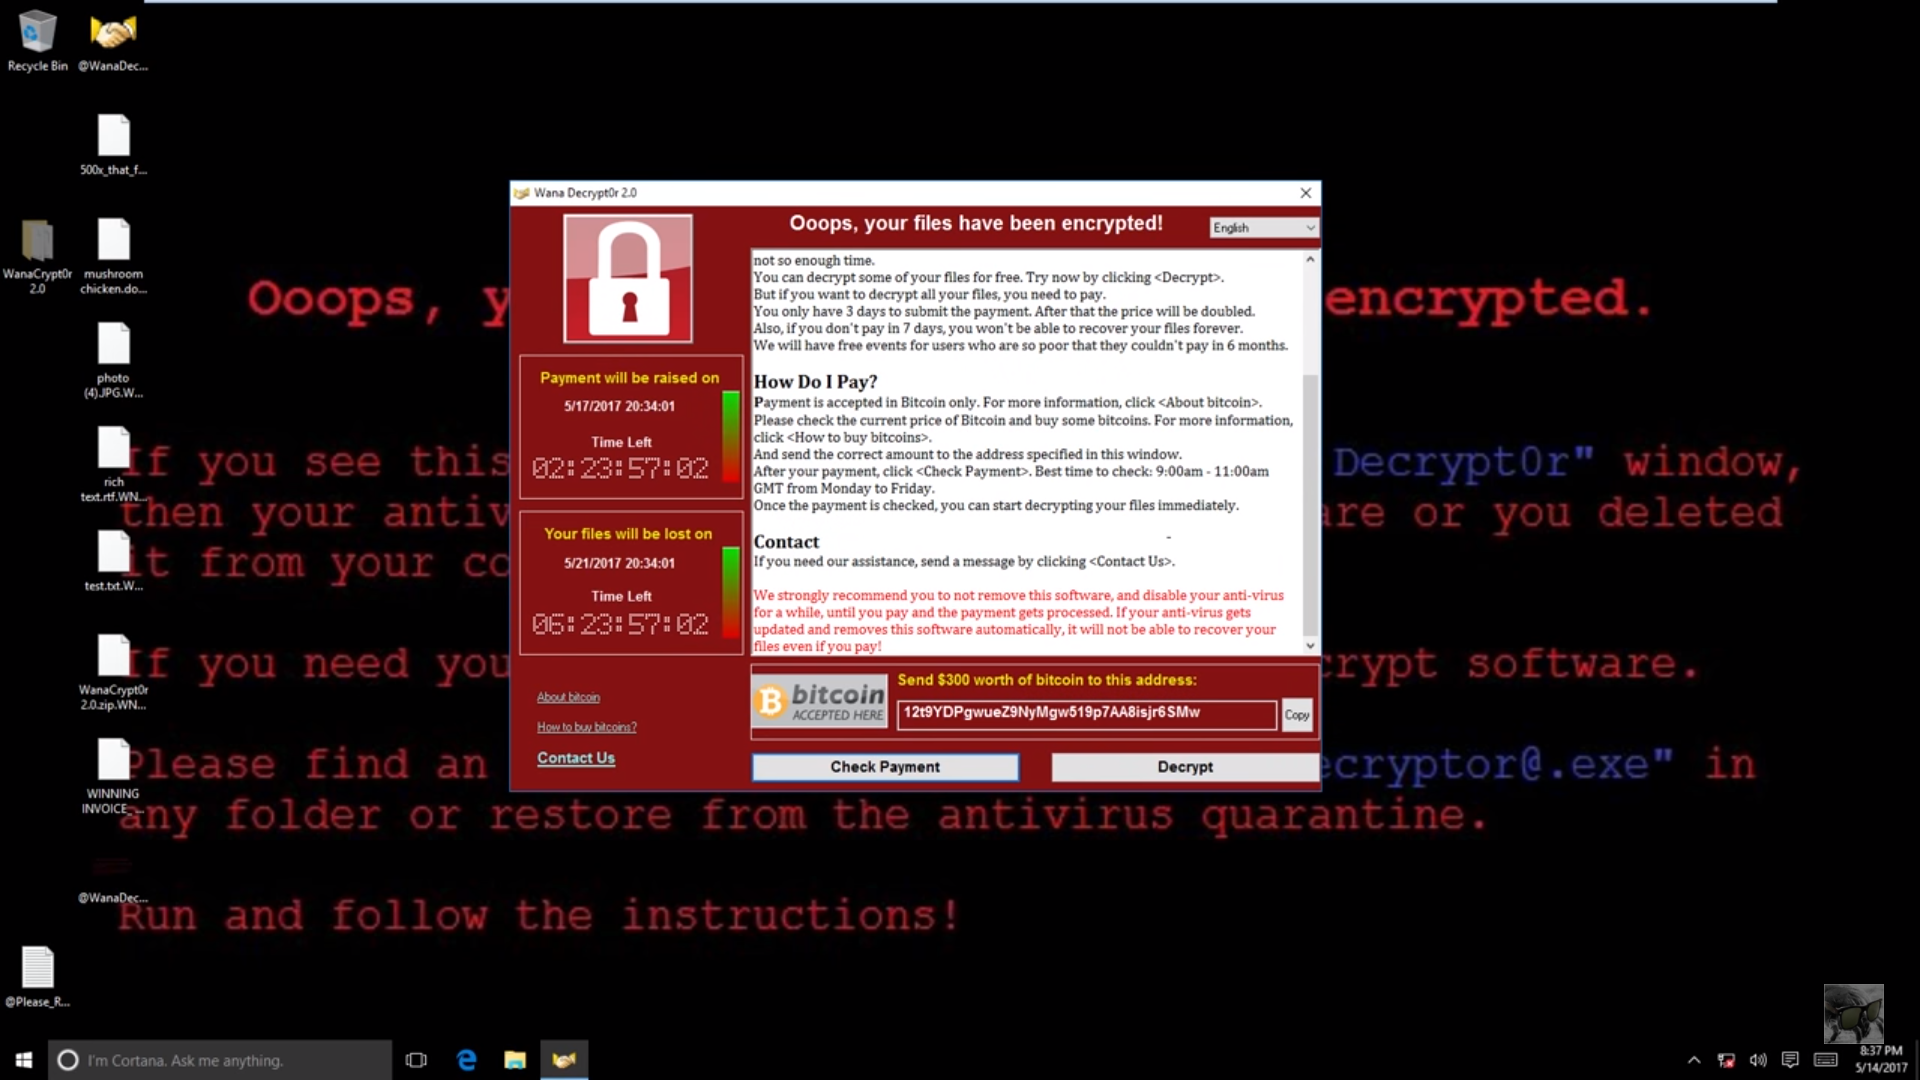 Recycle Bin
@WanaDec...
500x_that_f...
WanaCrypt0r
2.0
mushroom
chicken.do...
photo
(4).JPG.W...
rich
text.rtf.WN...
test.txt.W...
WanaCrypt0r
2.0.zip.WN...
WINNING
INVOICE_...
@WanaDec...
@Please_R...
Ooops, y
encrypted.
If you see this
Decrypt0r" window,
then your antiv
are or you deleted
it from your co
If you need you
crypt software.
Please find an
ecryptor@.exe" in
any folder or restore from the antivirus quarantine.
Run and follow the instructions!
Wana Decrypt0r 2.0
Ooops, your files have been encrypted!
English
Payment will be raised on
5/17/2017 20:34:01
Time Left
02:23:57:02
Your files will be lost on
5/21/2017 20:34:01
Time Left
06:23:57:02
About bitcoin
How to buy bitcoins?
Contact Us
not so enough time.
You can decrypt some of your files for free. Try now by clicking <Decrypt>.
But if you want to decrypt all your files, you need to pay.
You only have 3 days to submit the payment. After that the price will be doubled.
Also, if you don't pay in 7 days, you won't be able to recover your files forever.
We will have free events for users who are so poor that they couldn't pay in 6 months.
How Do I Pay?
Payment is accepted in Bitcoin only. For more information, click <About bitcoin>.
Please check the current price of Bitcoin and buy some bitcoins. For more information,
click <How to buy bitcoins>.
And send the correct amount to the address specified in this window.
After your payment, click <Check Payment>. Best time to check: 9:00am - 11:00am
GMT from Monday to Friday.
Once the payment is checked, you can start decrypting your files immediately.
Contact
If you need our assistance, send a message by clicking <Contact Us>.
We strongly recommend you to not remove this software, and disable your anti-virus
for a while, until you pay and the payment gets processed. If your anti-virus gets
updated and removes this software automatically, it will not be able to recover your
files even if you pay!
bitcoin
ACCEPTED HERE
Send $300 worth of bitcoin to this address:
12t9YDPgwueZ9NyMgw519p7AA8isjr6SMw
Copy
Check Payment
Decrypt
I'm Cortana. Ask me anything.
8:37 PM
5/14/2017